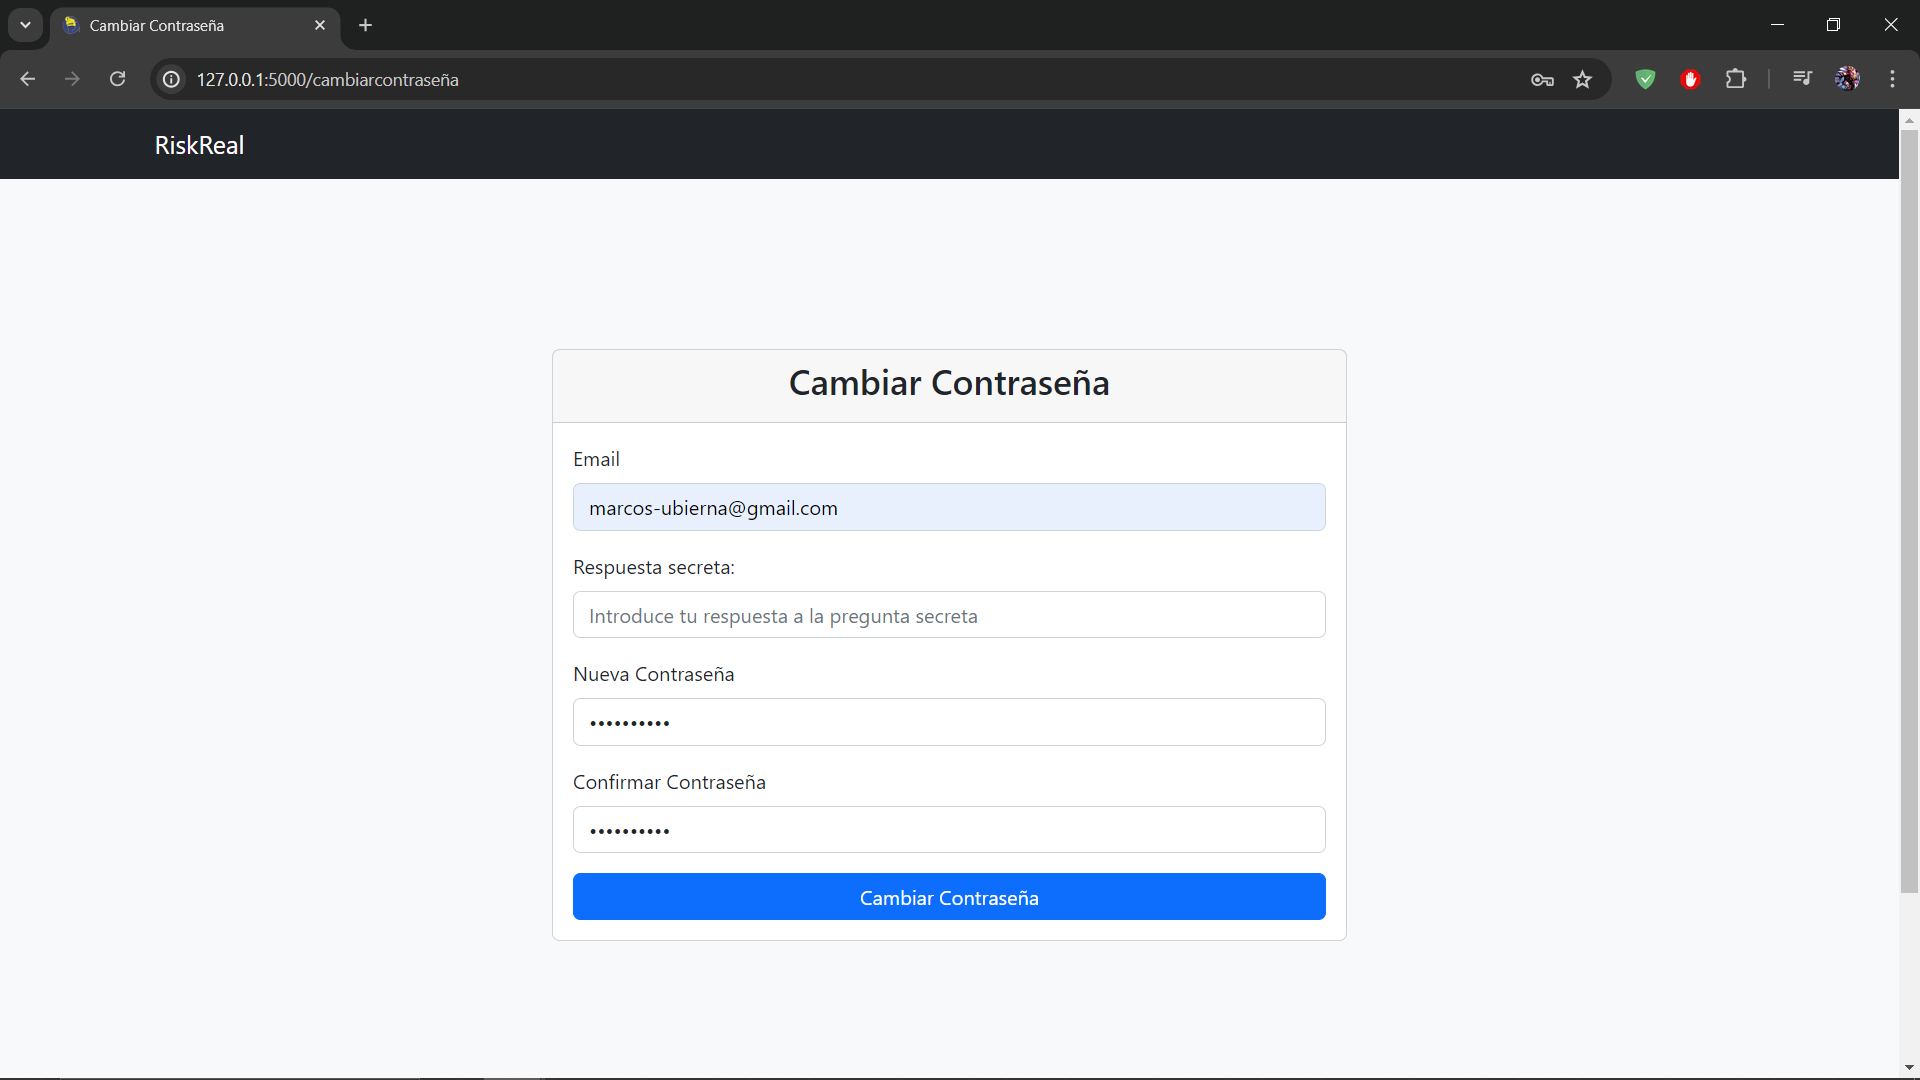 Cambiar Contraseña
127.0.0.1:5000/cambiarcontraseña
RiskReal
Cambiar Contraseña
Email
marcos-ubierna@gmail.com
Respuesta secreta:
Introduce tu respuesta a la pregunta secreta
Nueva Contraseña
••••••••••
Confirmar Contraseña
••••••••••
Cambiar Contraseña